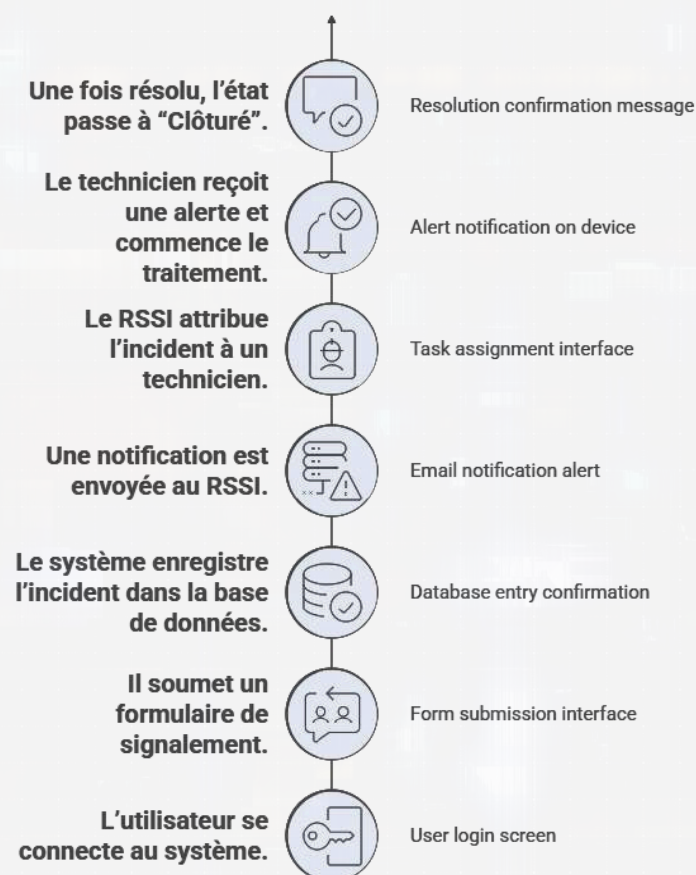 Une fois résolu, l’état
passe à “Clôturé”.
Resolution confirmation message
Le technicien reçoit
une alerte et
commence le
traitement.
Alert notification on device
Le RSSI attribue
l’incident à un
technicien.
Task assignment interface
Une notification est
envoyée au RSSI.
Email notification alert
Le système enregistre
l’incident dans la base
de données.
Database entry confirmation
Il soumet un
formulaire de
signalement.
Form submission interface
L’utilisateur se
connecte au système.
User login screen